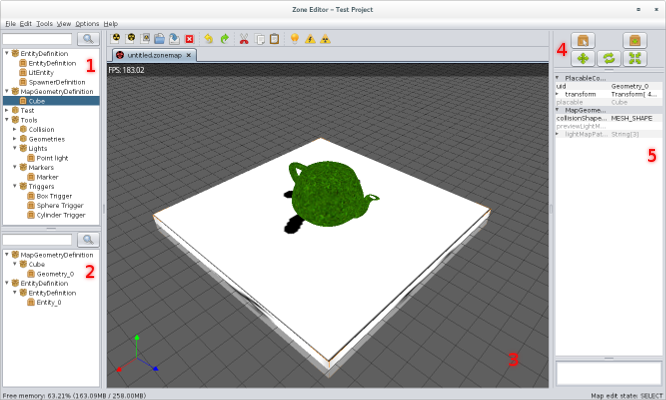 Zone Editor - Test Project
File Edit Tools View Options Help
EntityDefinition
EntityDefinition
LitEntity
SpawnerDefinition
MapGeometryDefinition
Cube
Test
Tools
Collision
Geometries
Lights
Point light
Markers
Marker
Triggers
Box Trigger
Sphere Trigger
Cylinder Trigger
1
MapGeometryDefinition
Cube
Geometry_0
EntityDefinition
EntityDefinition
Entity_0
2
untitled.zonemap
FPS: 183.02
3
4
PlacableCo...
uid Geometry_0
transform Transform[ 4...
placable Cube
MapGeome...
collisionShape... MESH_SHAPE
previewLightM...
lightMapPat... String[3]
5
Free memory: 63.21% (163.09MB / 258.00MB)
Map edit state: SELECT